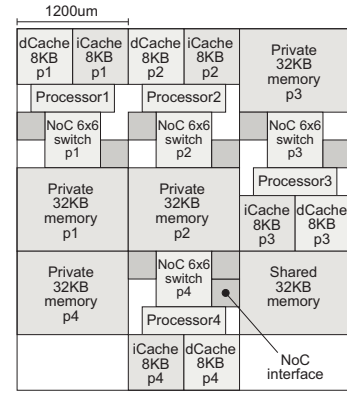 1200um
dCache
8KB
p1
iCache
8KB
p1
dCache
8KB
p2
iCache
8KB
p2
Private
32KB
memory
p3
Processor1
Processor2
NoC 6x6
switch
p1
NoC 6x6
switch
p2
NoC 6x6
switch
p3
Private
32KB
memory
p1
Private
32KB
memory
p2
Processor3
iCache
8KB
p3
dCache
8KB
p3
Private
32KB
memory
p4
NoC 6x6
switch
p4
Shared
32KB
memory
Processor4
iCache
8KB
p4
dCache
8KB
p4
NoC
interface